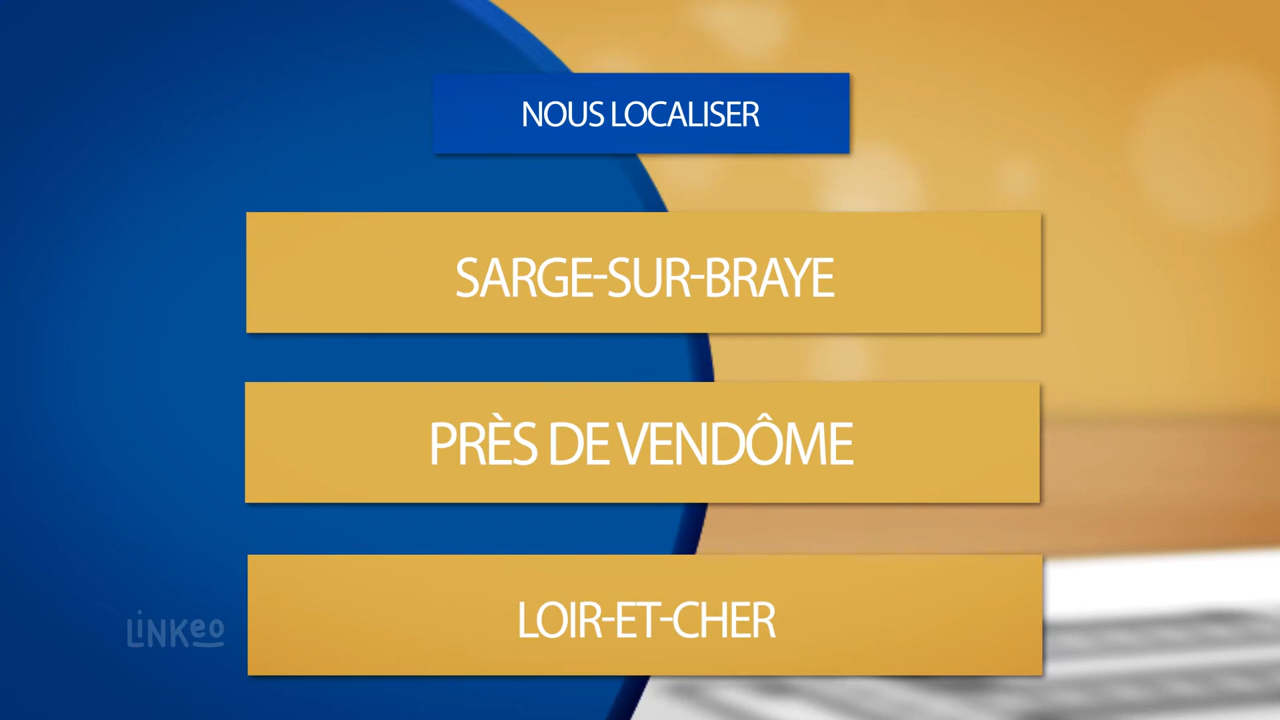 NOUS LOCALISER
SARGE-SUR-BRAYE
PRÈS DE VENDÔME
LOIR-ET-CHER
LiNKeo